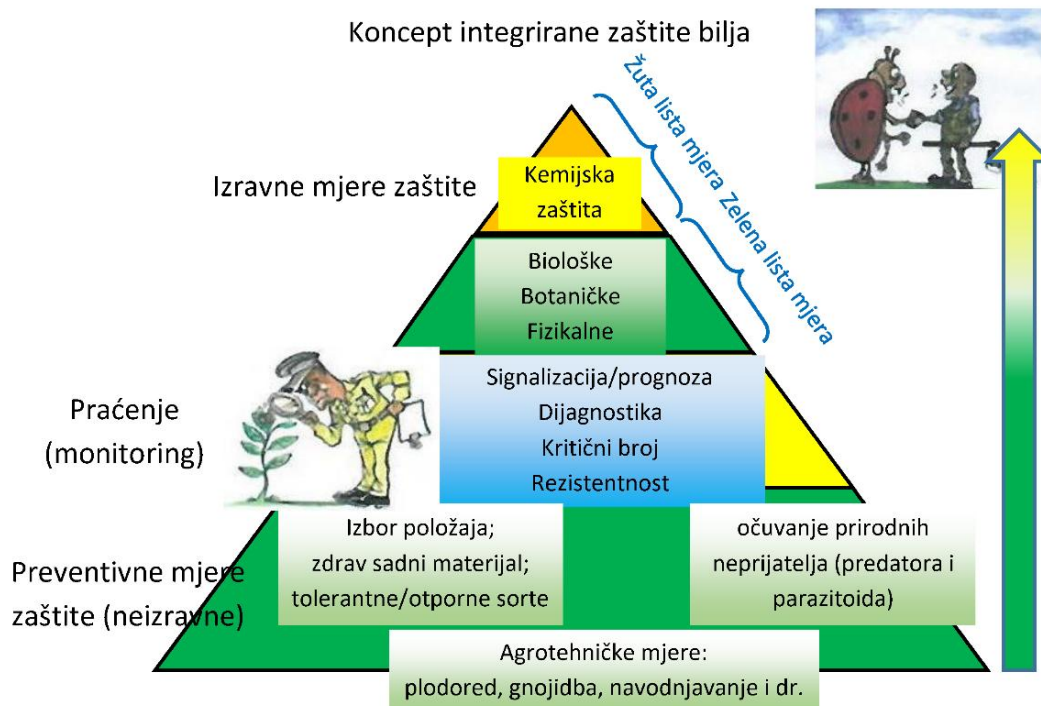 Koncept integrirane zaštite bilja
Žuta lista mjera
Zelena lista mjera
Izravne mjere zaštite
Kemijska
zaštita
Biološke
Botaničke
Fizikalne
Praćenje
(monitoring)
Signalizacija/prognoza
Dijagnostika
Kritični broj
Rezistentnost
Preventivne mjere
zaštite (neizravne)
Izbor položaja;
zdrav sadni materijal;
tolerantne/otporne sorte
očuvanje prirodnih
neprijatelja (predatora i
parazitoida)
Agrotehničke mjere:
plodored, gnojidba, navodnjavanje i dr.